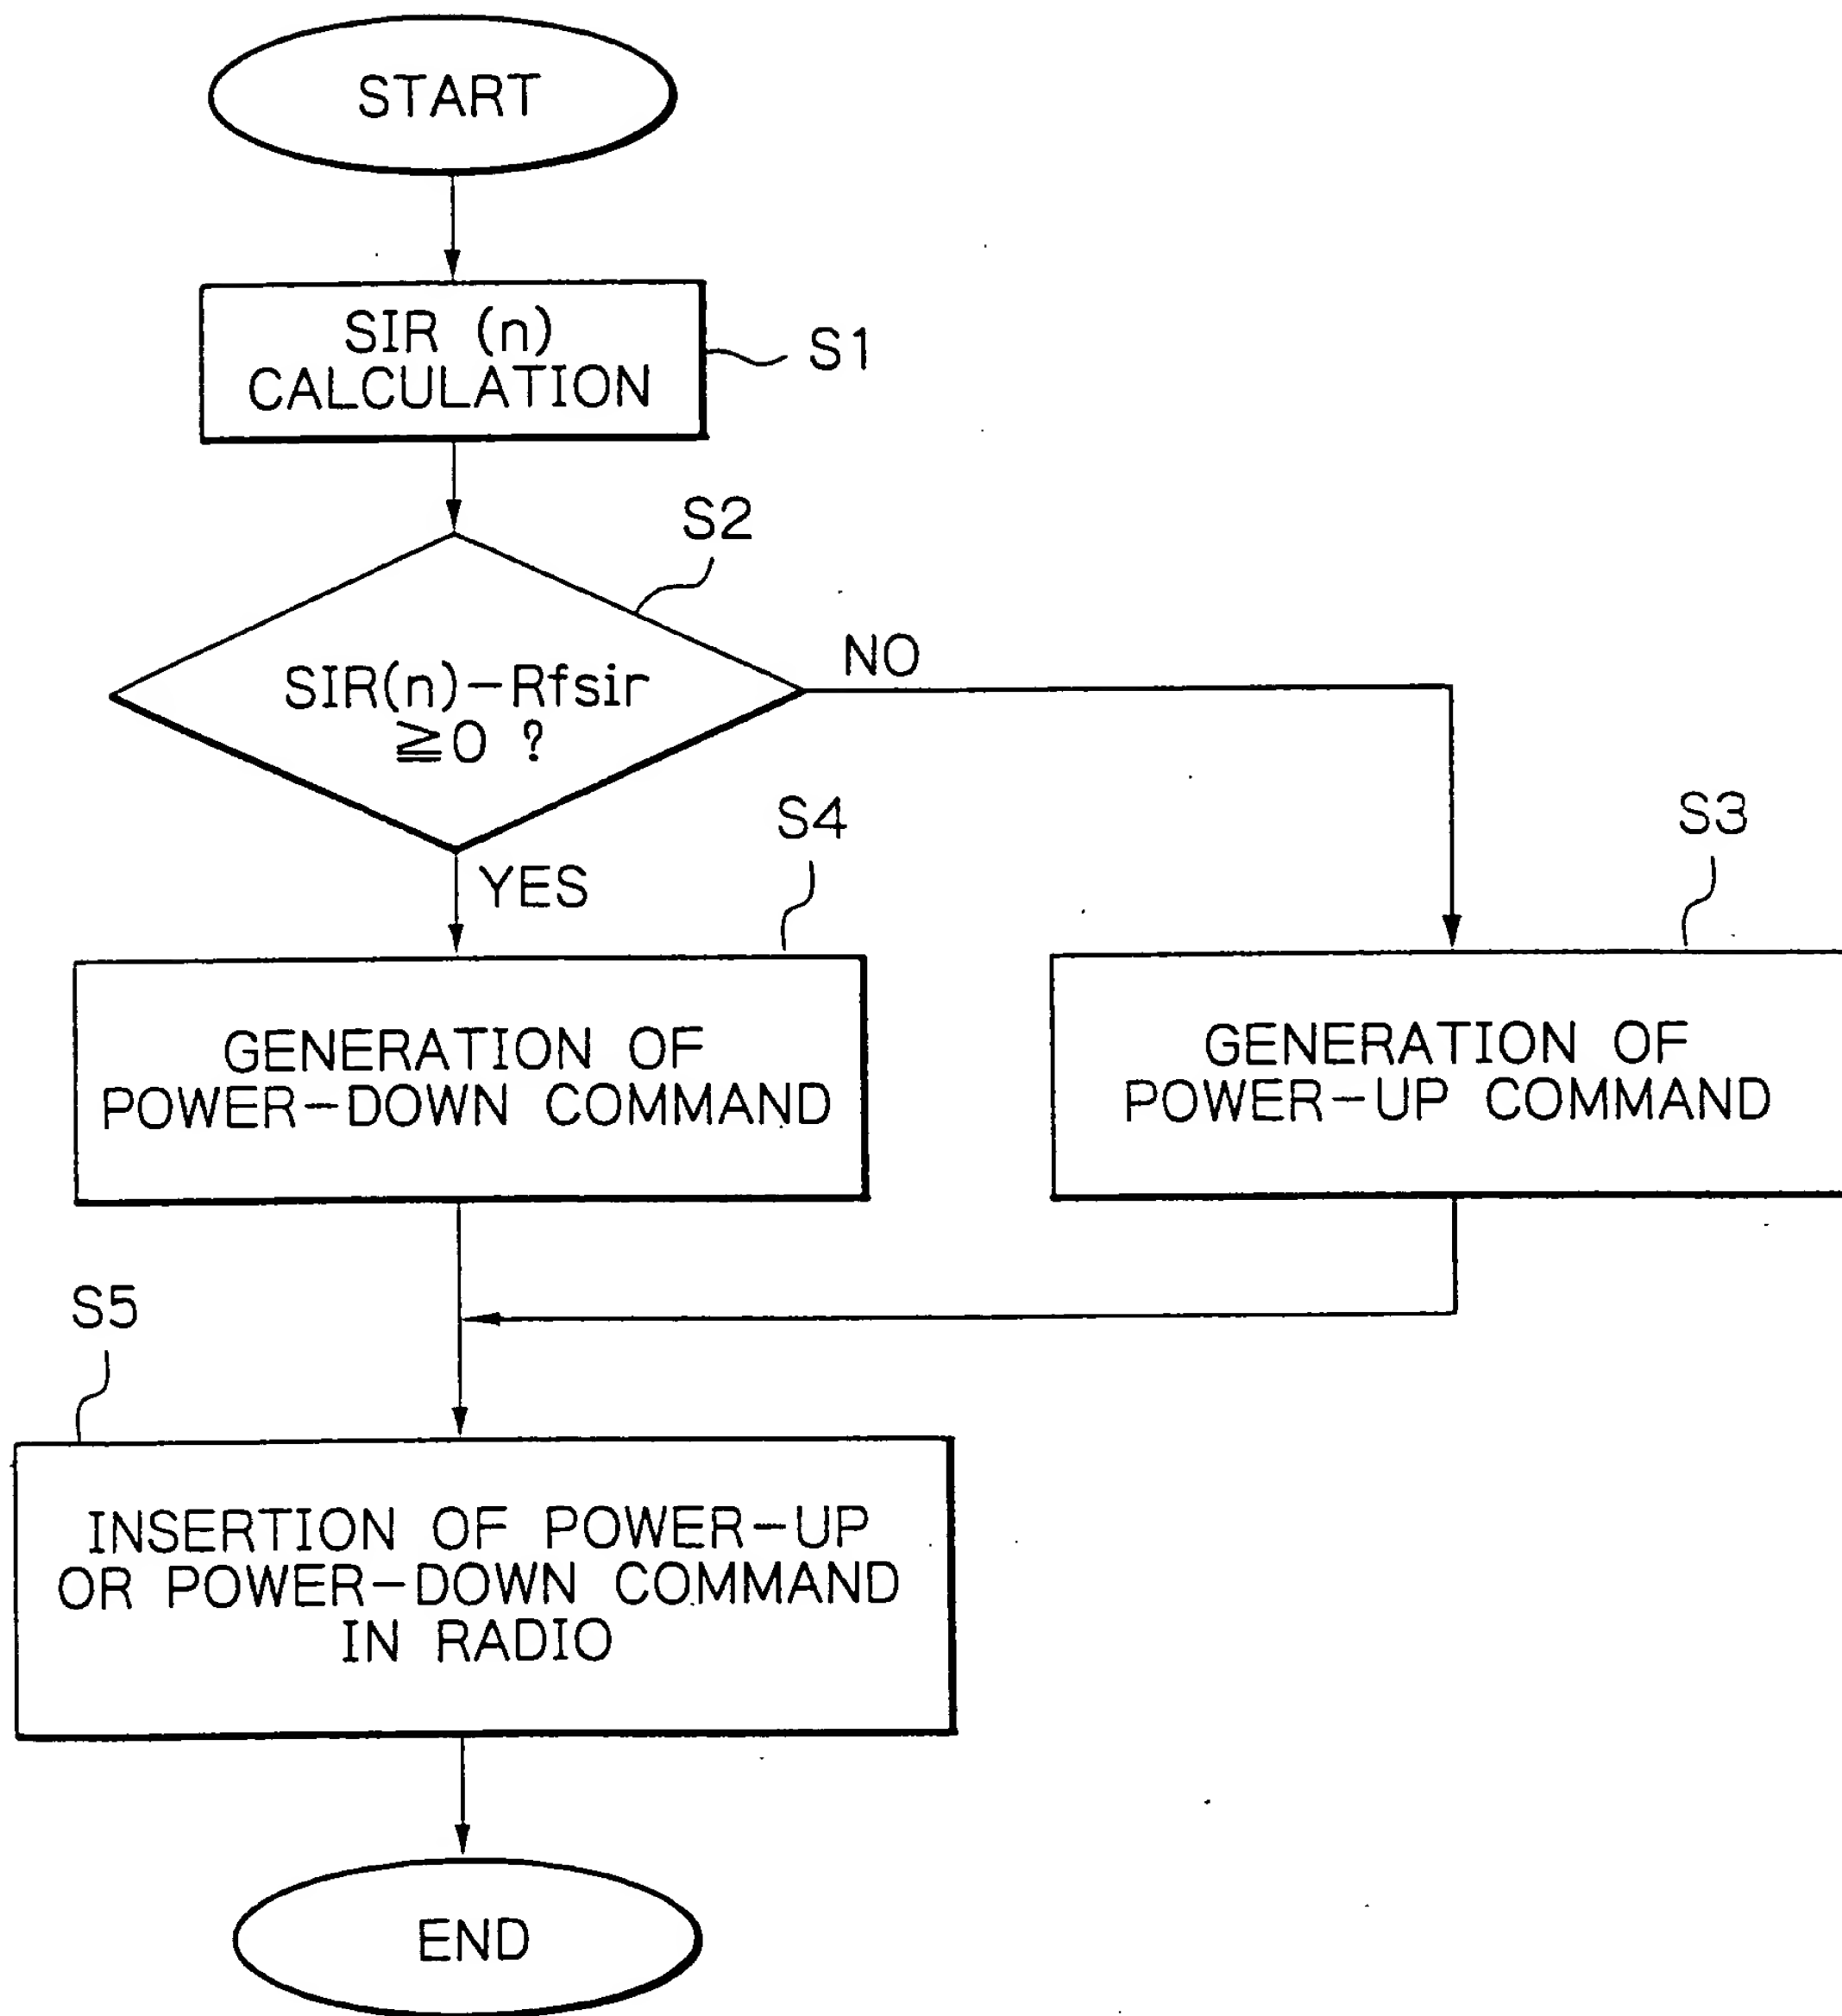 START
SIR (n)
CALCULATION
S1
S2
SIR(n)-Rfsir
≧0 ?
NO
YES
S4
GENERATION OF
POWER-DOWN COMMAND
S3
GENERATION OF
POWER-UP COMMAND
S5
INSERTION OF POWER-UP
OR POWER-DOWN COMMAND
IN RADIO
END